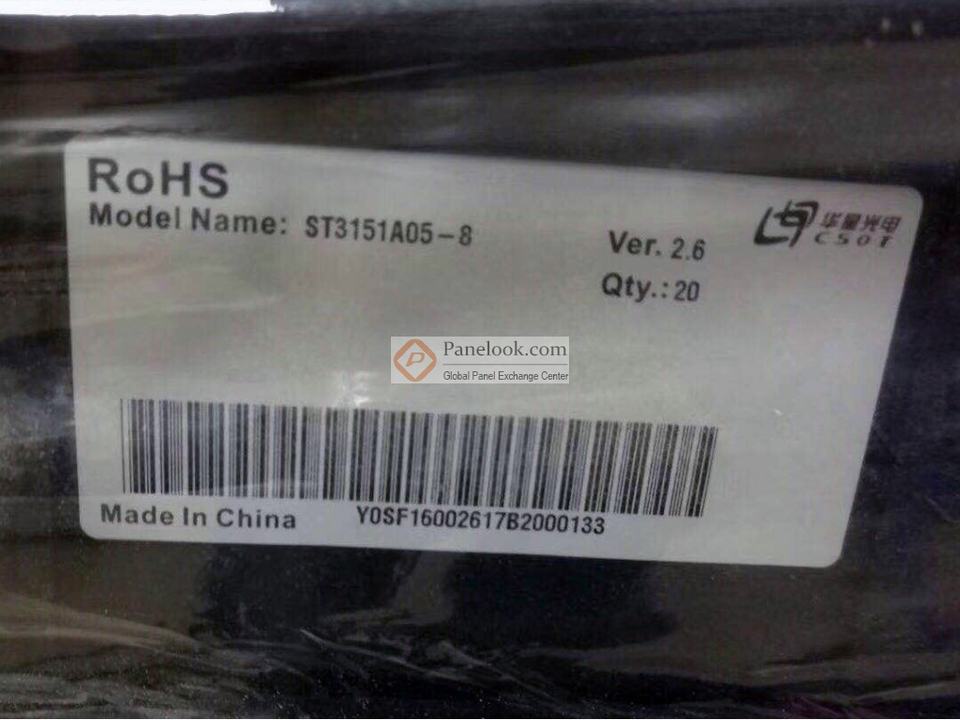 RoHS
Model Name: ST3151A05-8
Ver. 2.6
Qty.: 20
华星光电
CSOT
Panelook.com
Global Panel Exchange Center
Made In China
Y0SF16002617B2000133